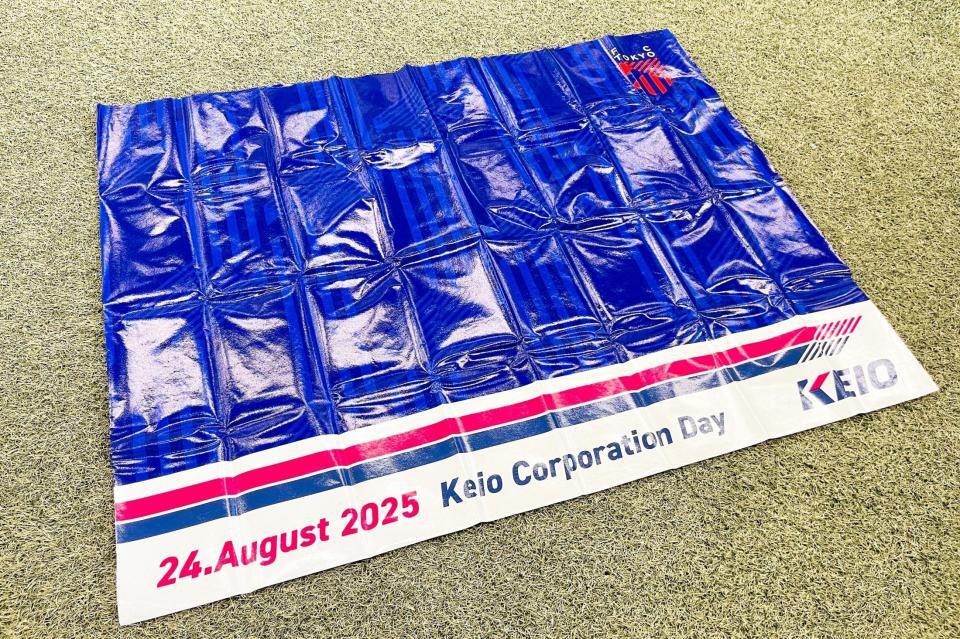 F C
TOKYO
KEIO
24.August 2025 Keio Corporation Day